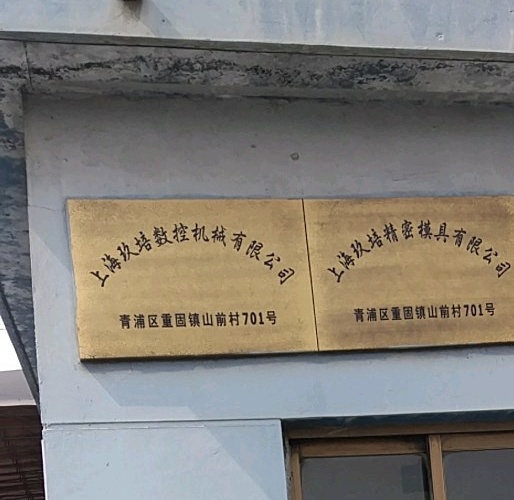 上海玖培数控机械有限公司
青浦区重固镇山前村701号
上海玖培精密模具有限公司
青浦区重固镇山前村701号